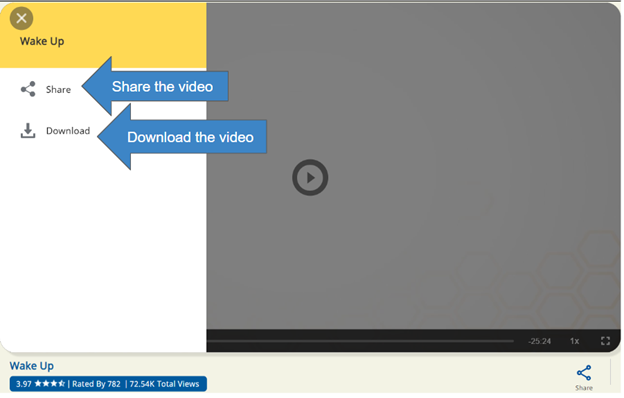 Wake Up
Share
Share the video
Download
Download the video
-25:24 1x
Wake Up
3.97 ★★★⯪ | Rated By 782 | 72.54K Total Views
Share